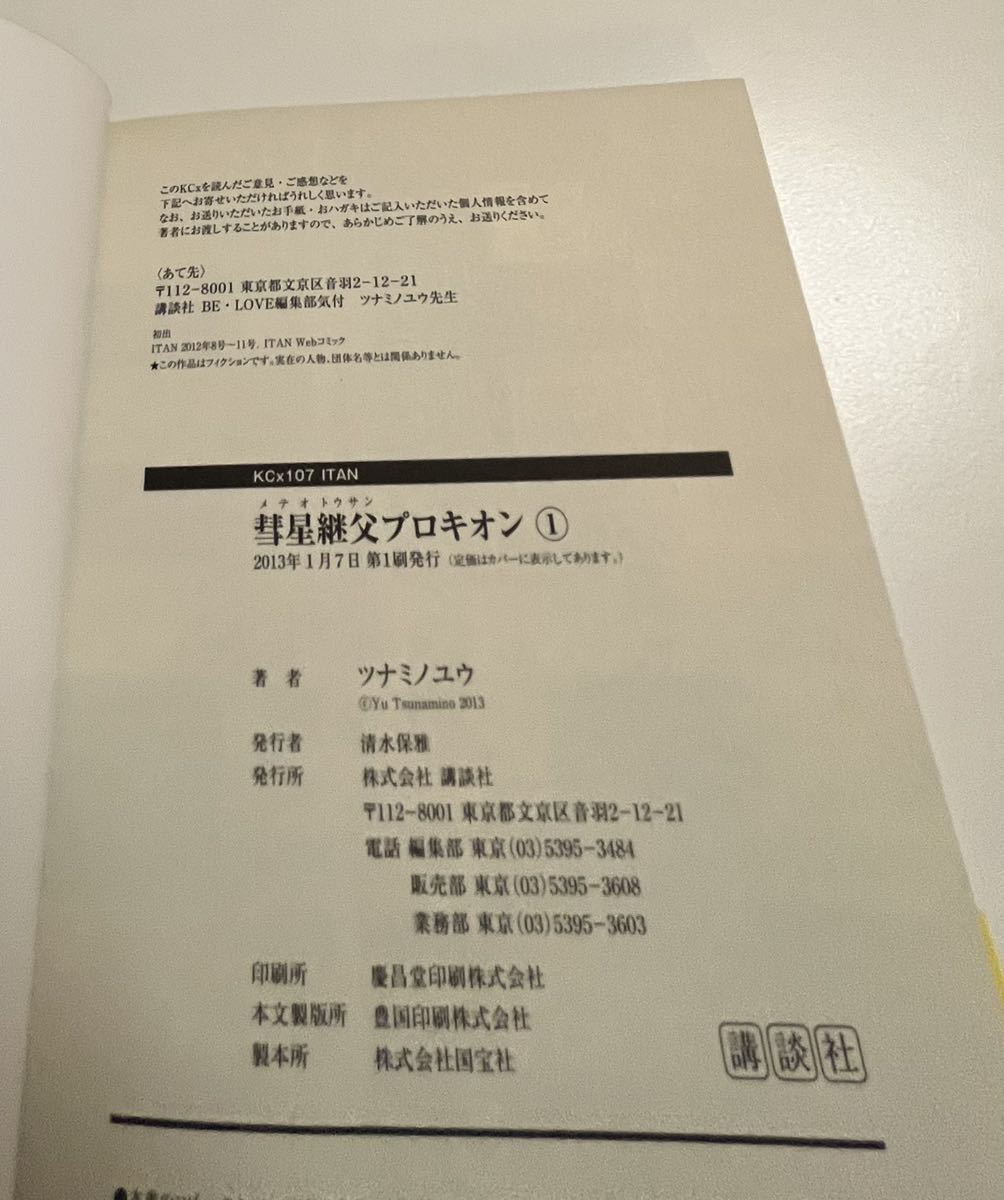 このKCxを読んだご意見・ご感想などを
下記へお寄せいただければうれしく思います。
なお、お送りいただいたお手紙・おハガキはご記入いただいた個人情報を含めて
著者にお渡しすることがありますので、あらかじめご了解のうえ、お送りください。
〈あて先〉
〒112-8001 東京都文京区音羽2-12-21
講談社 BE・LOVE編集部気付 ツナミノユウ先生
初出
ITAN 2012年8号〜11号、ITAN Webコミック
★この作品はフィクションです。実在の人物、団体名等とは関係ありません。
KCx107 ITAN
メテオトウサン
彗星継父プロキオン ①
2013年1月7日 第1刷発行 (定価はカバーに表示してあります。)
著者 ツナミノユウ
©Yu Tsunamino 2013
発行者 清水保雅
発行所 株式会社 講談社
〒112-8001 東京都文京区音羽2-12-21
電話 編集部 東京(03)5395-3484
販売部 東京(03)5395-3608
業務部 東京(03)5395-3603
印刷所 慶昌堂印刷株式会社
本文製版所 豊国印刷株式会社
製本所 株式会社国宝社
講談社